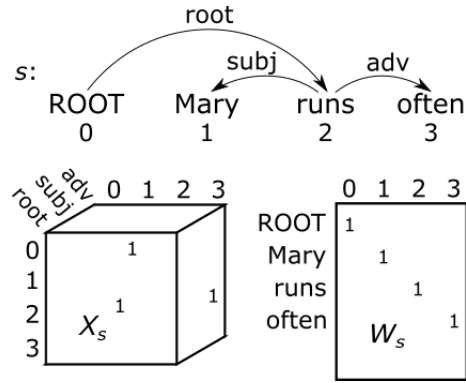 root
s:
subj
adv
ROOT Mary runs often
0 1 2 3
adv
subj
root
0 1 2 3
0
1
2
3
1
1
1
X_s
0 1 2 3
ROOT
Mary
runs
often
1
1
1
1
W_s